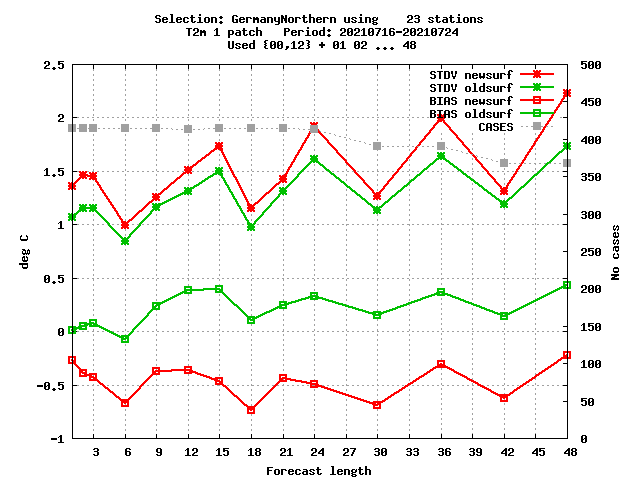 Selection: GermanyNorthern using    23 stations
T2m 1 patch   Period: 20210716-20210724
Used {00,12} + 01 02 ... 48
STDV newsurf
STDV oldsurf
BIAS newsurf
BIAS oldsurf
CASES
2.5
2
1.5
1
0.5
0
-0.5
-1
deg C
500
450
400
350
300
250
200
150
100
50
0
No cases
3 6 9 12 15 18 21 24 27 30 33 36 39 42 45 48
Forecast length